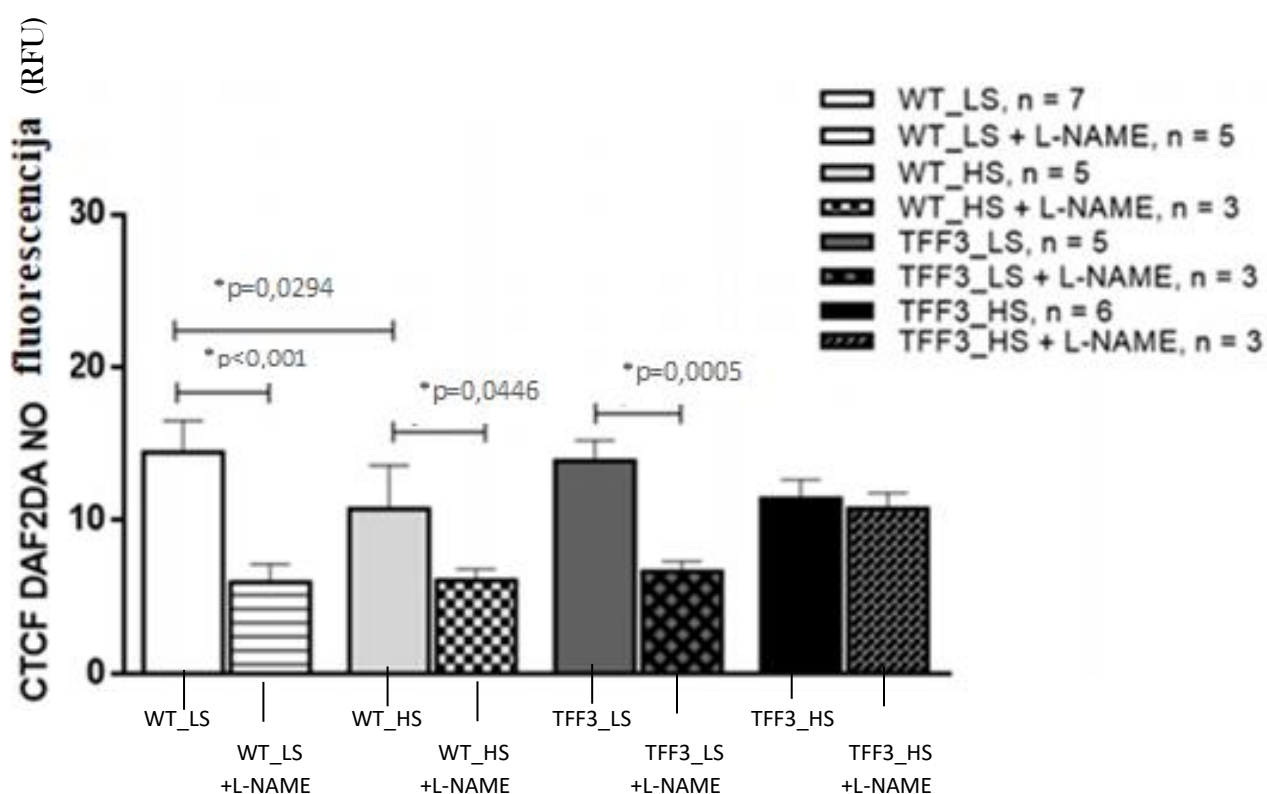 CTCF DAF2DA NO fluorescencija (RFU)
WT_LS, n = 7
WT_LS + L-NAME, n = 5
WT_HS, n = 5
WT_HS + L-NAME, n = 3
TFF3_LS, n = 5
TFF3_LS + L-NAME, n = 3
TFF3_HS, n = 6
TFF3_HS + L-NAME, n = 3
30
20
10
0
*p=0,0294
*p<0,001
*p=0,0446
*p=0,0005
WT_LS
WT_LS
+L-NAME
WT_HS
WT_HS
+L-NAME
TFF3_LS
TFF3_LS
+L-NAME
TFF3_HS
TFF3_HS
+L-NAME